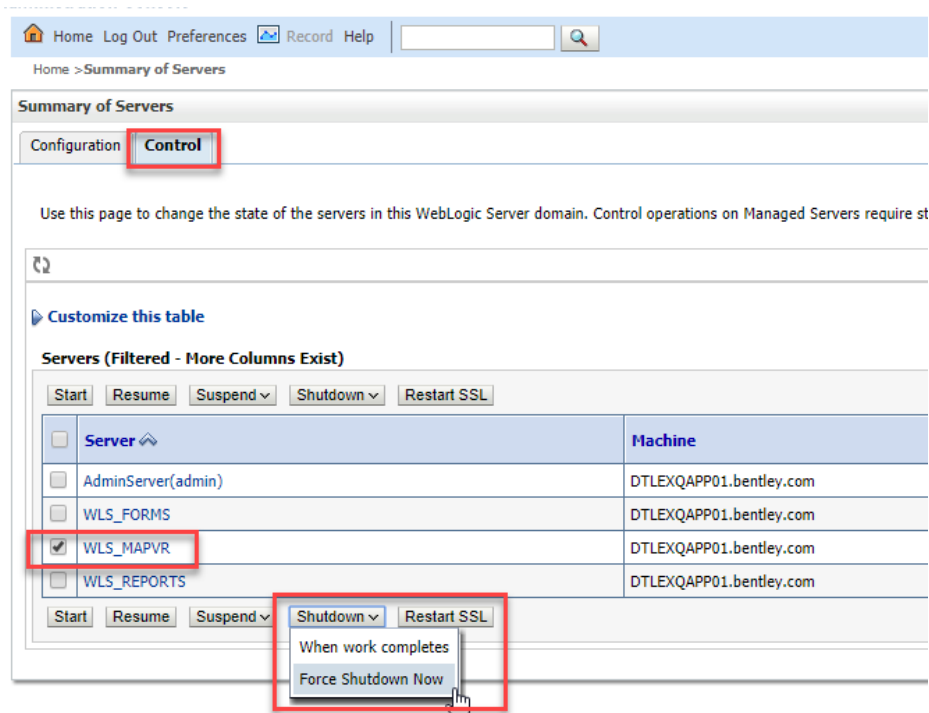 Home Log Out Preferences Record Help
Home >Summary of Servers
Summary of Servers
Configuration Control
Use this page to change the state of the servers in this WebLogic Server domain. Control operations on Managed Servers require st
Customize this table
Servers (Filtered - More Columns Exist)
Start Resume Suspend Shutdown Restart SSL
Server Machine
AdminServer(admin) DTLEXQAPP01.bentley.com
WLS_FORMS DTLEXQAPP01.bentley.com
WLS_MAPVR DTLEXQAPP01.bentley.com
WLS_REPORTS DTLEXQAPP01.bentley.com
Start Resume Suspend Shutdown Restart SSL
When work completes
Force Shutdown Now